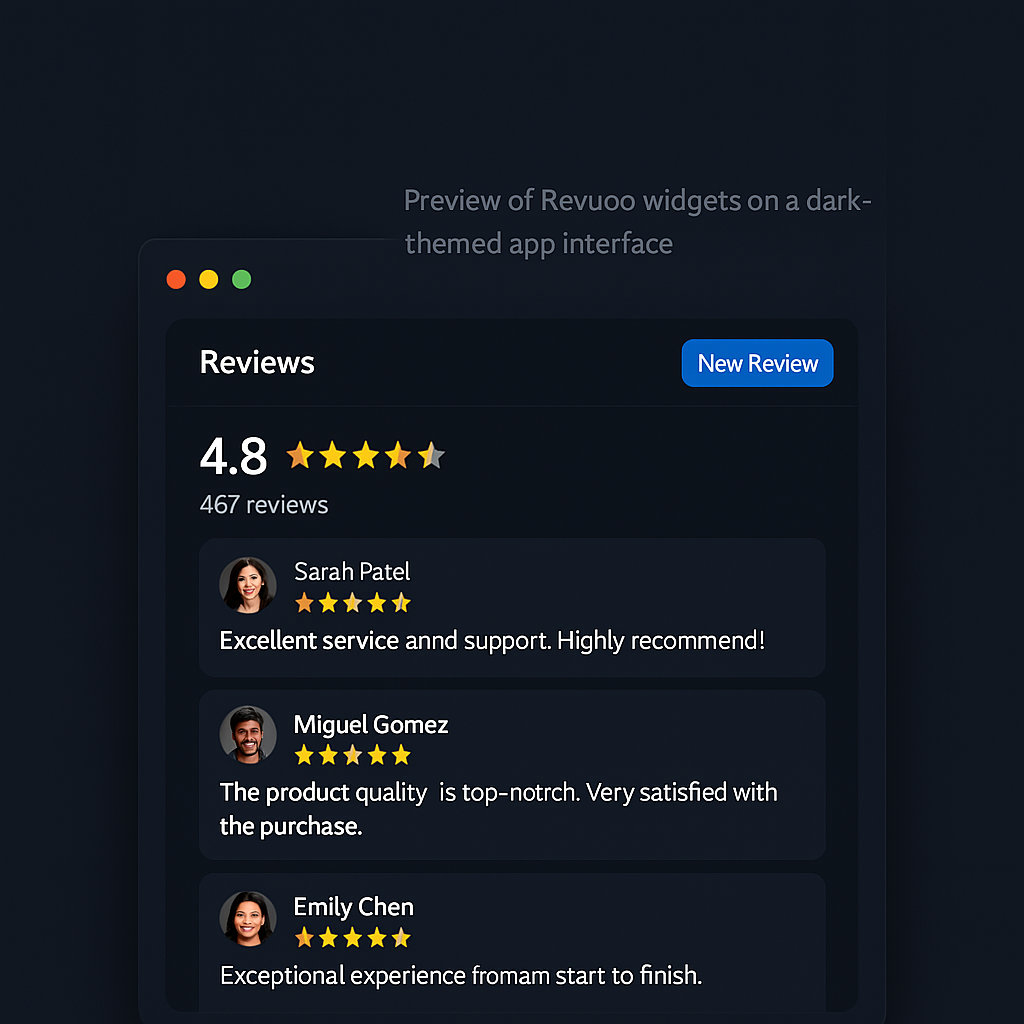 Preview of Revuoo widgets on a dark-
themed app interface
Reviews
New Review
4.8
467 reviews
Sarah Patel
Excellent service annd support. Highly recommend!
Miguel Gomez
The product quality is top-notrch. Very satisfied with
the purchase.
Emily Chen
Exceptional experience fromam start to finish.